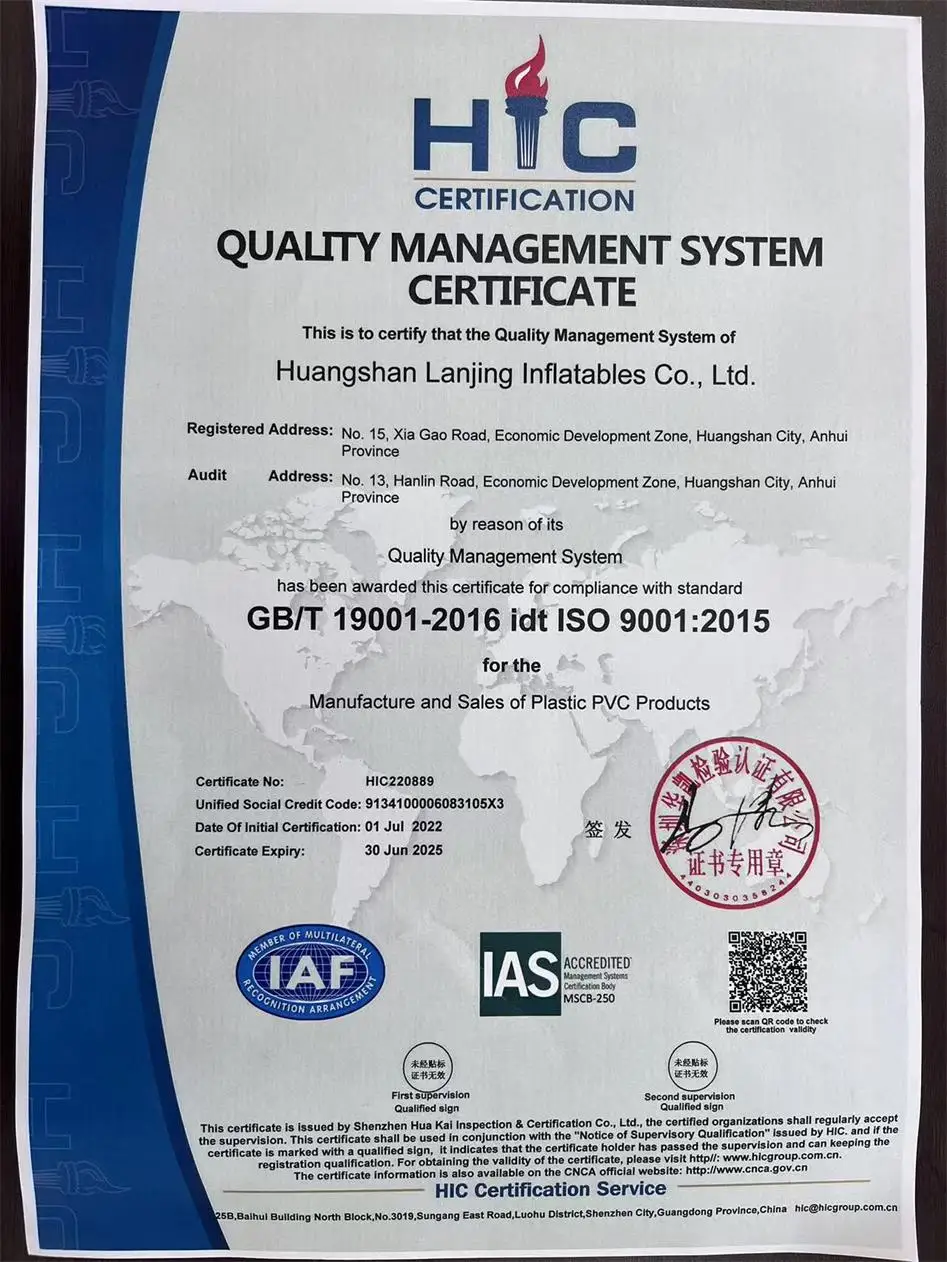 HIC
CERTIFICATION
QUALITY MANAGEMENT SYSTEM
CERTIFICATE
This is to certify that the Quality Management System of
Huangshan Lanjing Inflatables Co., Ltd.
Registered Address: No. 15, Xia Gao Road, Economic Development Zone, Huangshan City, Anhui
Province
Audit Address: No. 13, Hanlin Road, Economic Development Zone, Huangshan City, Anhui
Province
by reason of its
Quality Management System
has been awarded this certificate for compliance with standard
GB/T 19001-2016 idt ISO 9001:2015
for the
Manufacture and Sales of Plastic PVC Products
Certificate No: HIC220889
Unified Social Credit Code: 9134100006083105X3
Date Of Initial Certification: 01 Jul 2022
Certificate Expiry: 30 Jun 2025
签 发
深圳华凯检验认证有限公司
证书专用章
4403030358244
MEMBER OF MULTILATERAL
IAF
RECOGNITION ARRANGEMENT
IAS
ACCREDITED
Management Systems
Certification Body
MSCB-250
Please scan QR code to check
the certification validity
未经贴标
证书无效
First supervision
Qualified sign
未经贴标
证书无效
Second supervision
Qualified sign
This certificate is issued by Shenzhen Hua Kai Inspection & Certification Co., Ltd., the certified organizations shall regularly accept
the supervision. This certificate shall be used in conjunction with the "Notice of Supervisory Qualification" issued by HIC. and if the
certificate is marked with a qualified sign, it indicates that the certificate holder has passed the supervision and can keeping the
registration qualification. For obtaining the validity of the certificate, please visit http//: www.hicgroup.com.cn.
The certificate information is also available on the CNCA official website: http://www.cnca.gov.cn
HIC Certification Service
25B,Baihui Building North Block,No.3019,Sungang East Road,Luohu District,Shenzhen City,Guangdong Province,China hic@hicgroup.com.cn